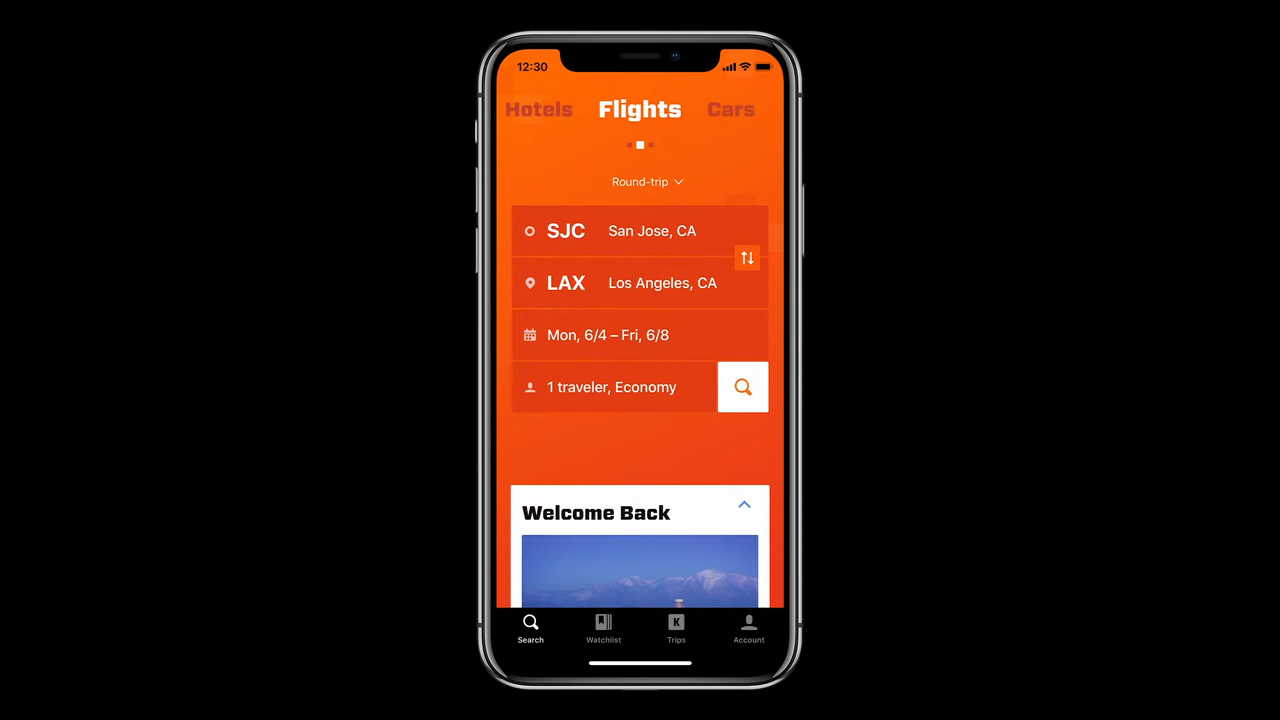 12:30
Hotels Flights Cars
Round-trip
SJC San Jose, CA
LAX Los Angeles, CA
Mon, 6/4 – Fri, 6/8
1 traveler, Economy
Welcome Back
K
Search Watchlist Trips Account